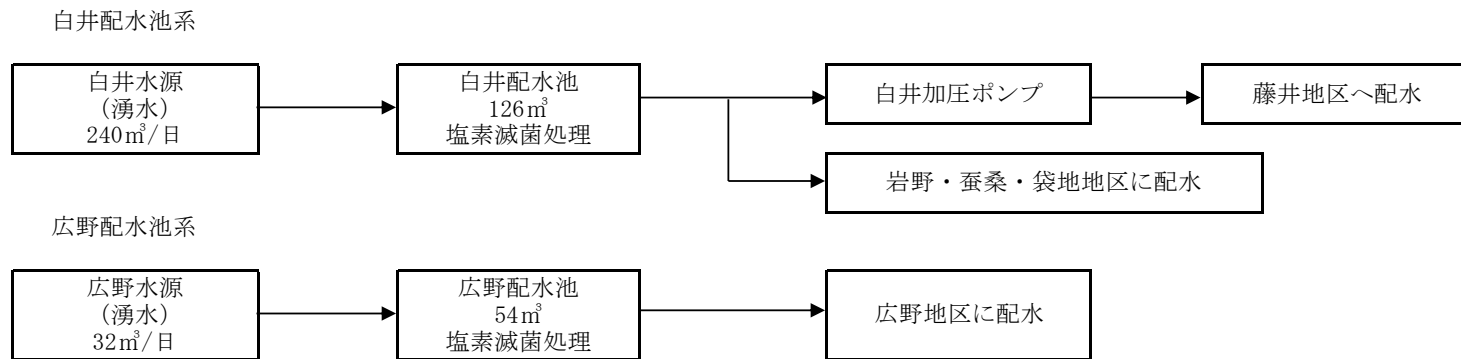 白井配水池系
白井水源
（湧水）
240㎥/日
白井配水池
126㎥
塩素滅菌処理
白井加圧ポンプ
藤井地区へ配水
岩野・蚕桑・袋地地区に配水
広野配水池系
広野水源
（湧水）
32㎥/日
広野配水池
54㎥
塩素滅菌処理
広野地区に配水